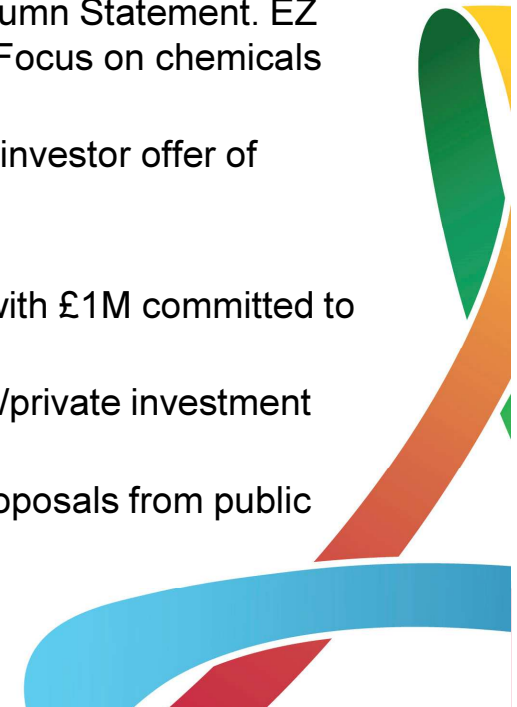 umn Statement. EZ
Focus on chemicals
investor offer of
with £1M committed to
/private investment
oposals from public